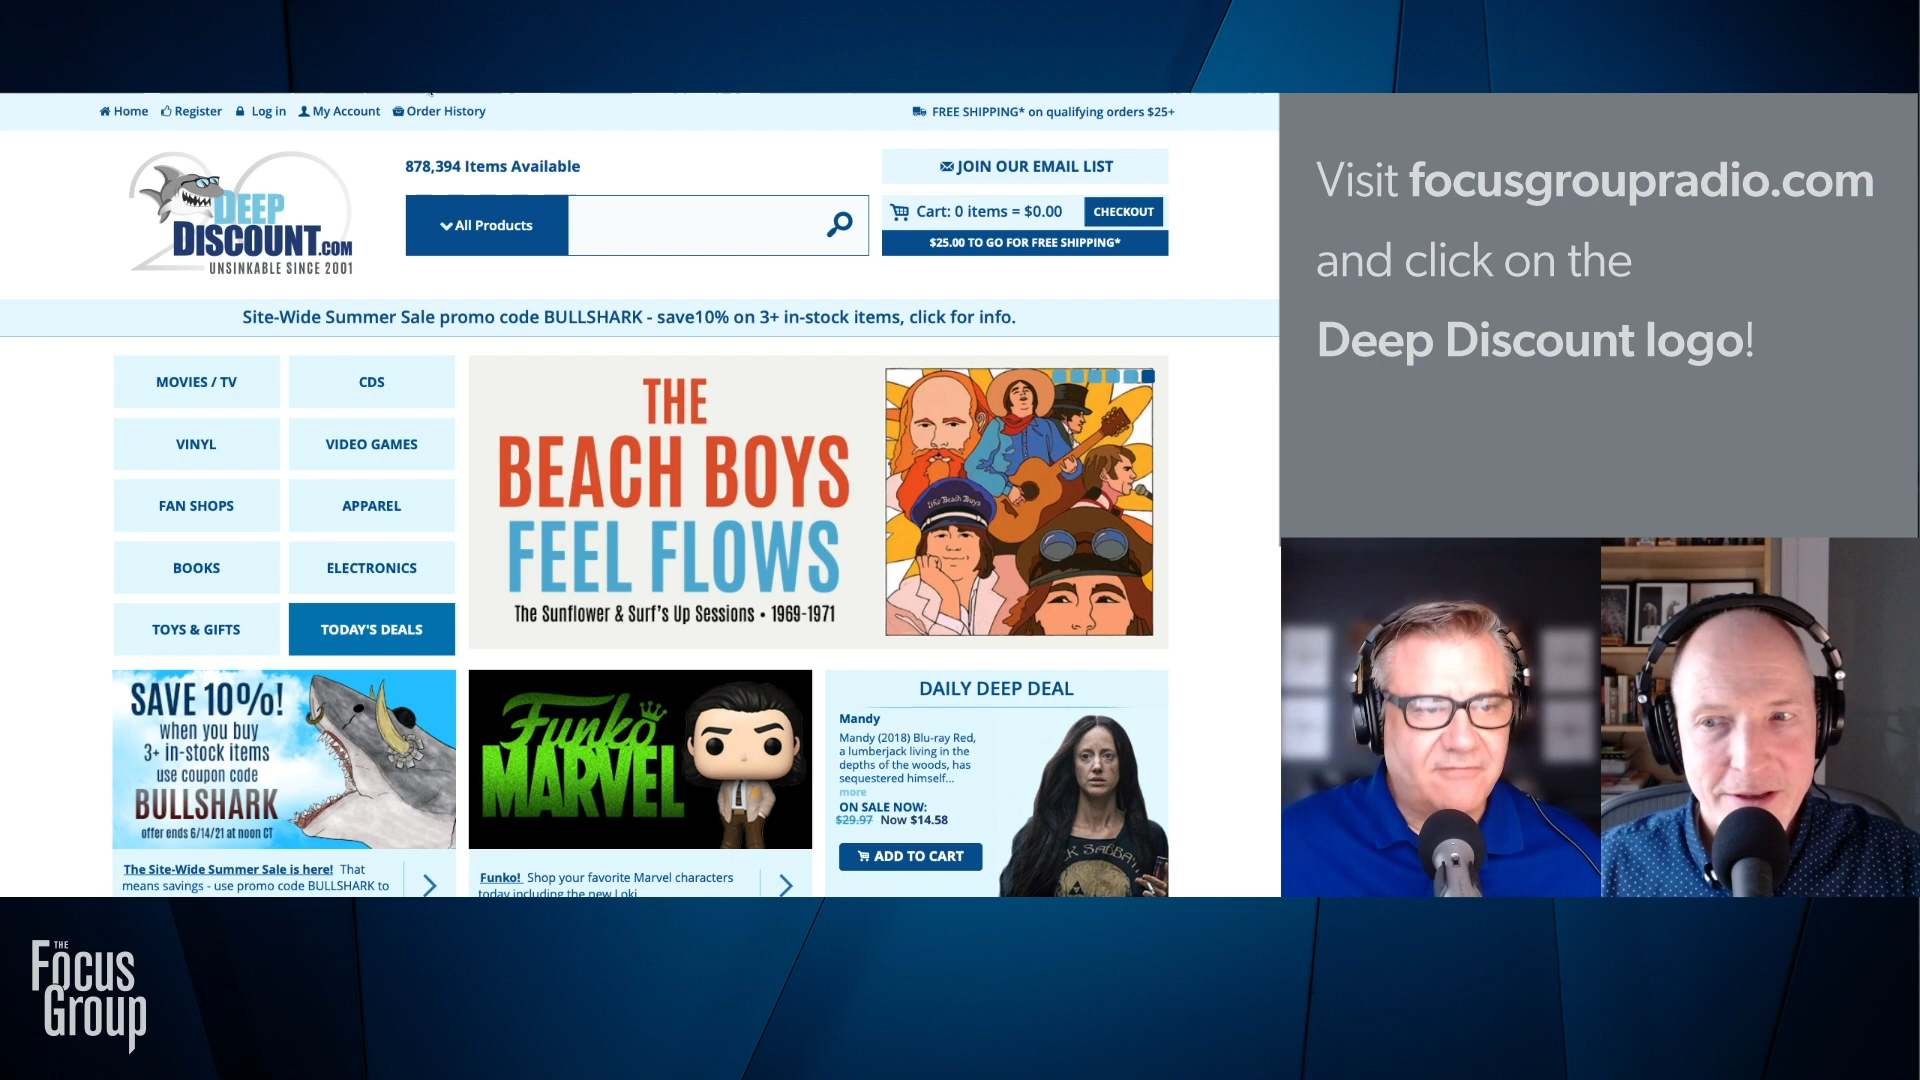 Home Register Log in My Account Order History
FREE SHIPPING* on qualifying orders $25+
DEEP
DISCOUNT.COM
UNSINKABLE SINCE 2001
878,394 Items Available
All Products
JOIN OUR EMAIL LIST
Cart: 0 items = $0.00 CHECKOUT
$25.00 TO GO FOR FREE SHIPPING*
Site-Wide Summer Sale promo code BULLSHARK - save10% on 3+ in-stock items, click for info.
MOVIES / TV
CDS
VINYL
VIDEO GAMES
FAN SHOPS
APPAREL
BOOKS
ELECTRONICS
TOYS & GIFTS
TODAY'S DEALS
THE
BEACH BOYS
FEEL FLOWS
The Sunflower & Surf's Up Sessions • 1969-1971
The Beach Boys
SAVE 10%!
when you buy
3+ in-stock items
use coupon code
BULLSHARK
offer ends 6/14/21 at noon CT
The Site-Wide Summer Sale is here! That
means savings - use promo code BULLSHARK to
Funko
MARVEL
Funko! Shop your favorite Marvel characters
today including the new Loki
DAILY DEEP DEAL
Mandy
Mandy (2018) Blu-ray Red,
a lumberjack living in the
depths of the woods, has
sequestered himself...
more
ON SALE NOW:
$29.97 Now $14.58
ADD TO CART
K SABBA
Visit focusgroupradio.com
and click on the
Deep Discount logo!
THE
Focus
Group